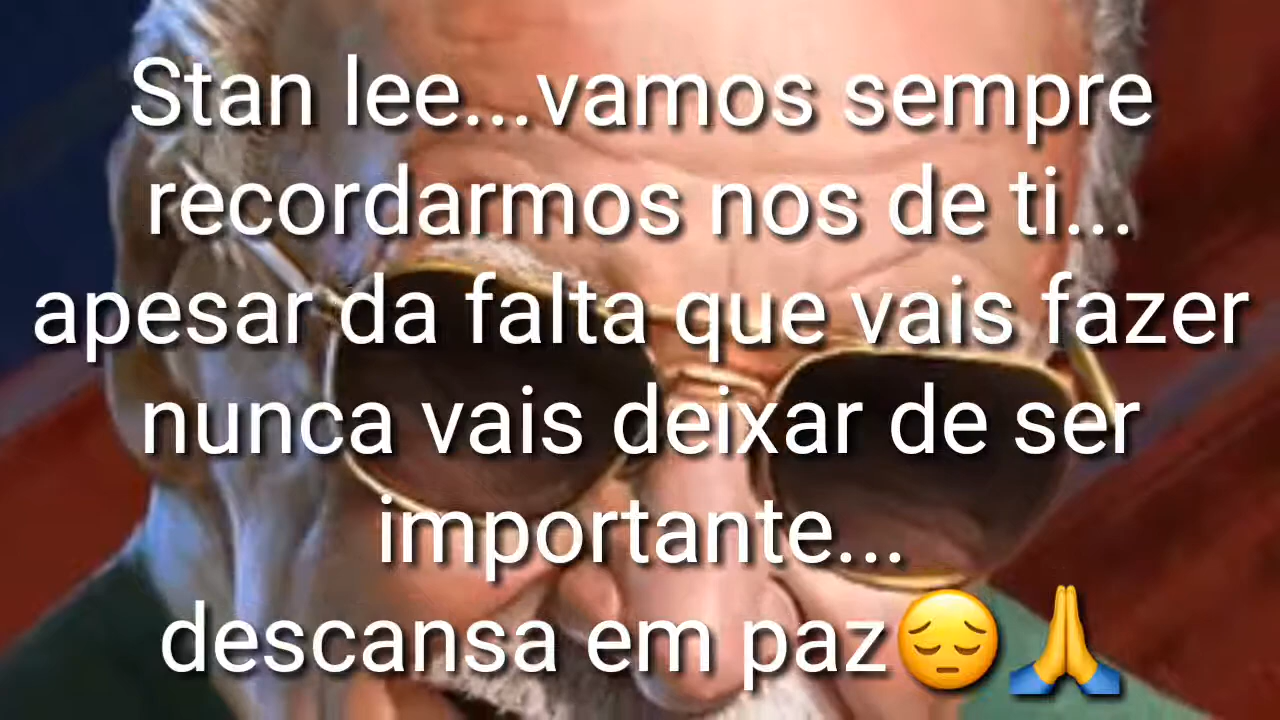 Stan lee...vamos sempre
recordarmos nos de ti...
apesar da falta que vais fazer
nunca vais deixar de ser
importante...
descansa em paz😔🙏